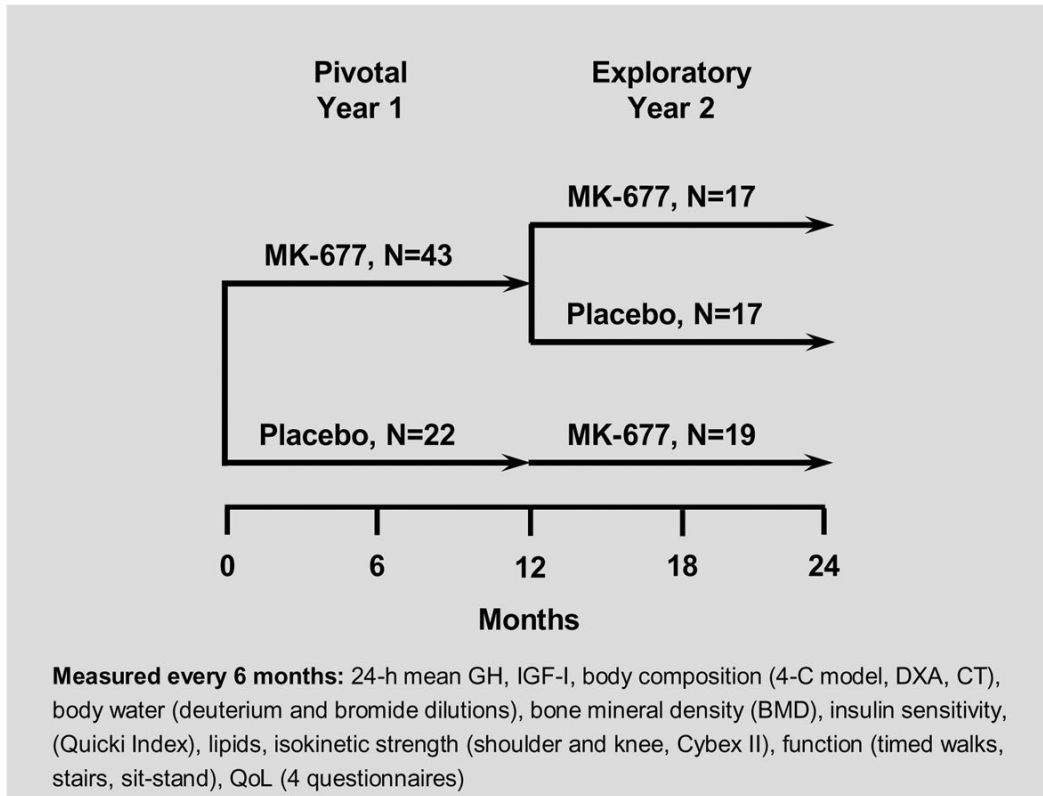 Pivotal
Year 1
Exploratory
Year 2
MK-677, N=17
MK-677, N=43
Placebo, N=17
Placebo, N=22
MK-677, N=19
0
6
12
18
24
Months
Measured every 6 months: 24-h mean GH, IGF-I, body composition (4-C model, DXA, CT),
body water (deuterium and bromide dilutions), bone mineral density (BMD), insulin sensitivity,
(Quicki Index), lipids, isokinetic strength (shoulder and knee, Cybex II), function (timed walks,
stairs, sit-stand), QoL (4 questionnaires)